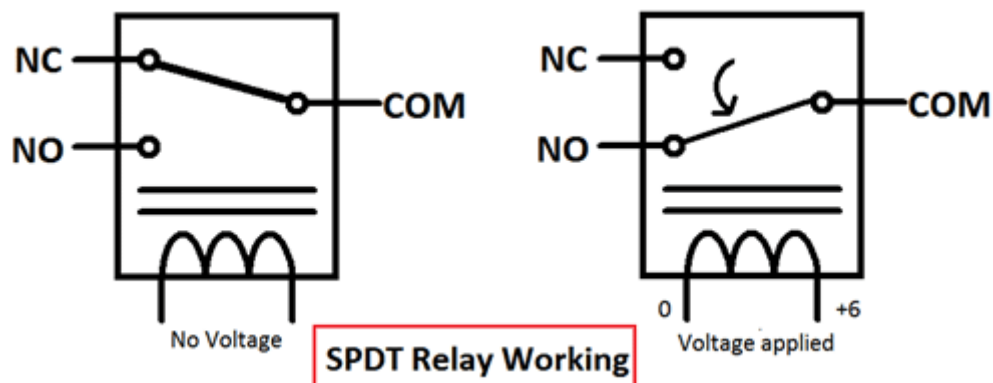 NC
COM
NO
No Voltage
NC
COM
NO
0
+6
Voltage applied
SPDT Relay Working